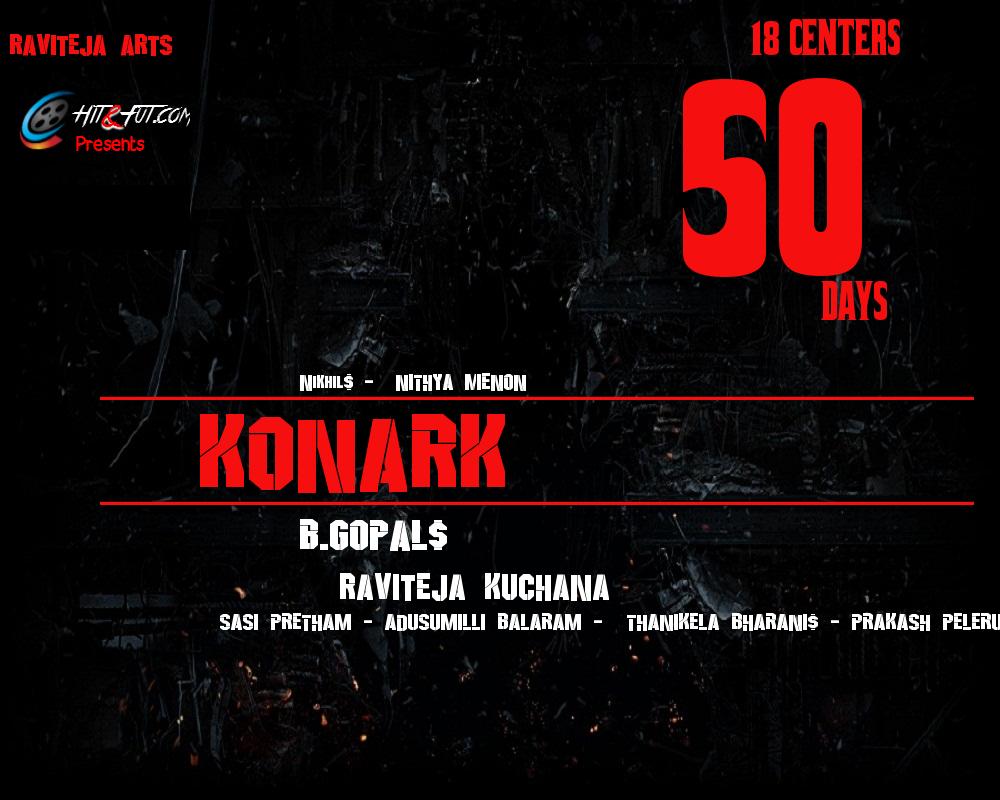 RAVITEJA ARTS
18 CENTERS
HIT&FUT.COM
Presents
50
DAYS
NIKHIL$ - NITHYA MENON
KONARK
B.GOPAL$
RAVITEJA KUCHANA
SASI PRETHAM - ADUSUMILLI BALARAM - THANIKELA BHARANI$ - PRAKASH PELERU